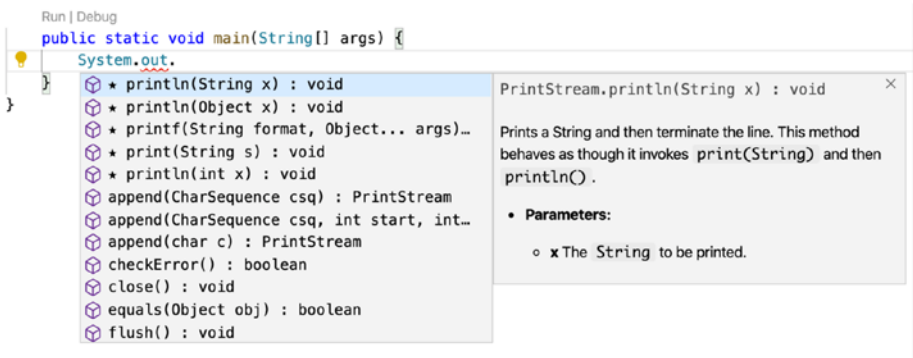 Run | Debug
public static void main(String[] args) {
System.out.
}
}
★ println(String x) : void
★ println(Object x) : void
★ printf(String format, Object... args)…
★ print(String s) : void
★ println(int x) : void
append(CharSequence csq) : PrintStream
append(CharSequence csq, int start, int…
append(char c) : PrintStream
checkError() : boolean
close() : void
equals(Object obj) : boolean
flush() : void
PrintStream.println(String x) : void
Prints a String and then terminate the line. This method
behaves as though it invokes print(String) and then
println() .
• Parameters:
◦ x The String to be printed.